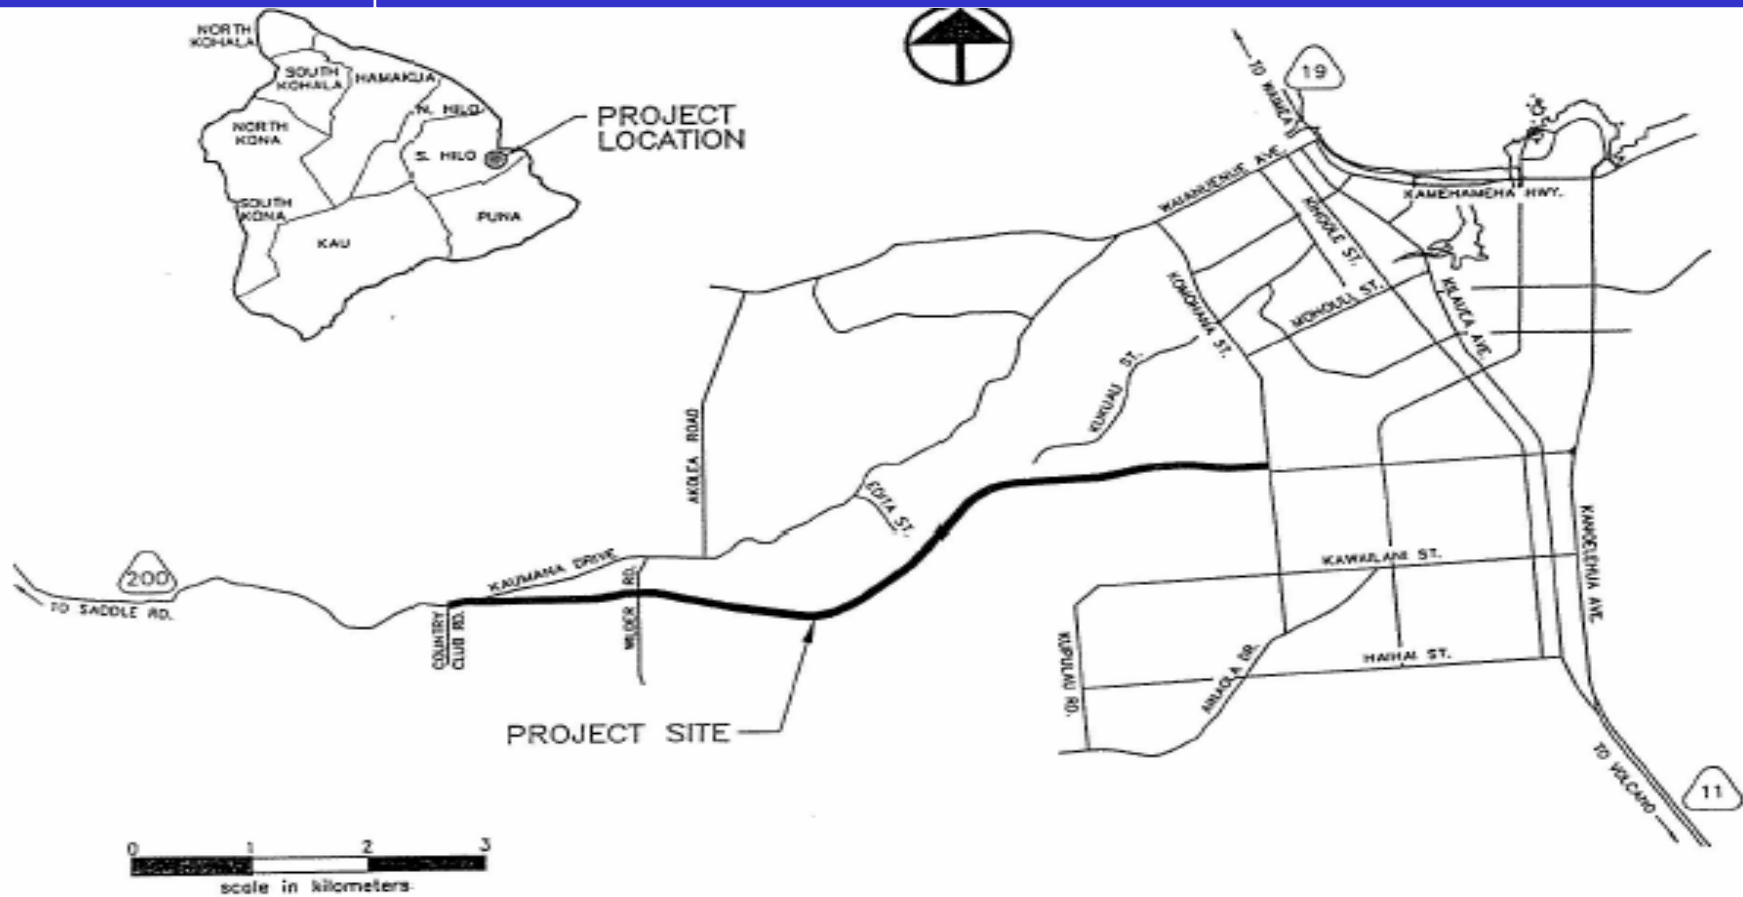 NORTH
KOHALA
SOUTH
KOHALA
HAMAKUA
N. HILO
NORTH
KONA
S. HILO
SOUTH
KONA
PUNA
KAU
PROJECT
LOCATION
19
TO WAIMEA
WAIANUENUE AVE.
KAMEHAMEHA HWY.
KINOOLE ST.
KOMOHANA ST.
MOHOULI ST.
KILAUEA AVE.
KUKUAU ST.
AKOLEA ROAD
EDITA ST.
KAUMANA DRIVE
200
TO SADDLE RD.
COUNTRY
CLUB RD.
WILDER RD.
KAWAILANI ST.
KANOELEHUA AVE.
KUPULAU RD.
AINAOLA DR.
HAIHAI ST.
PROJECT SITE
TO VOLCANO
11
0 1 2 3
scale in kilometers